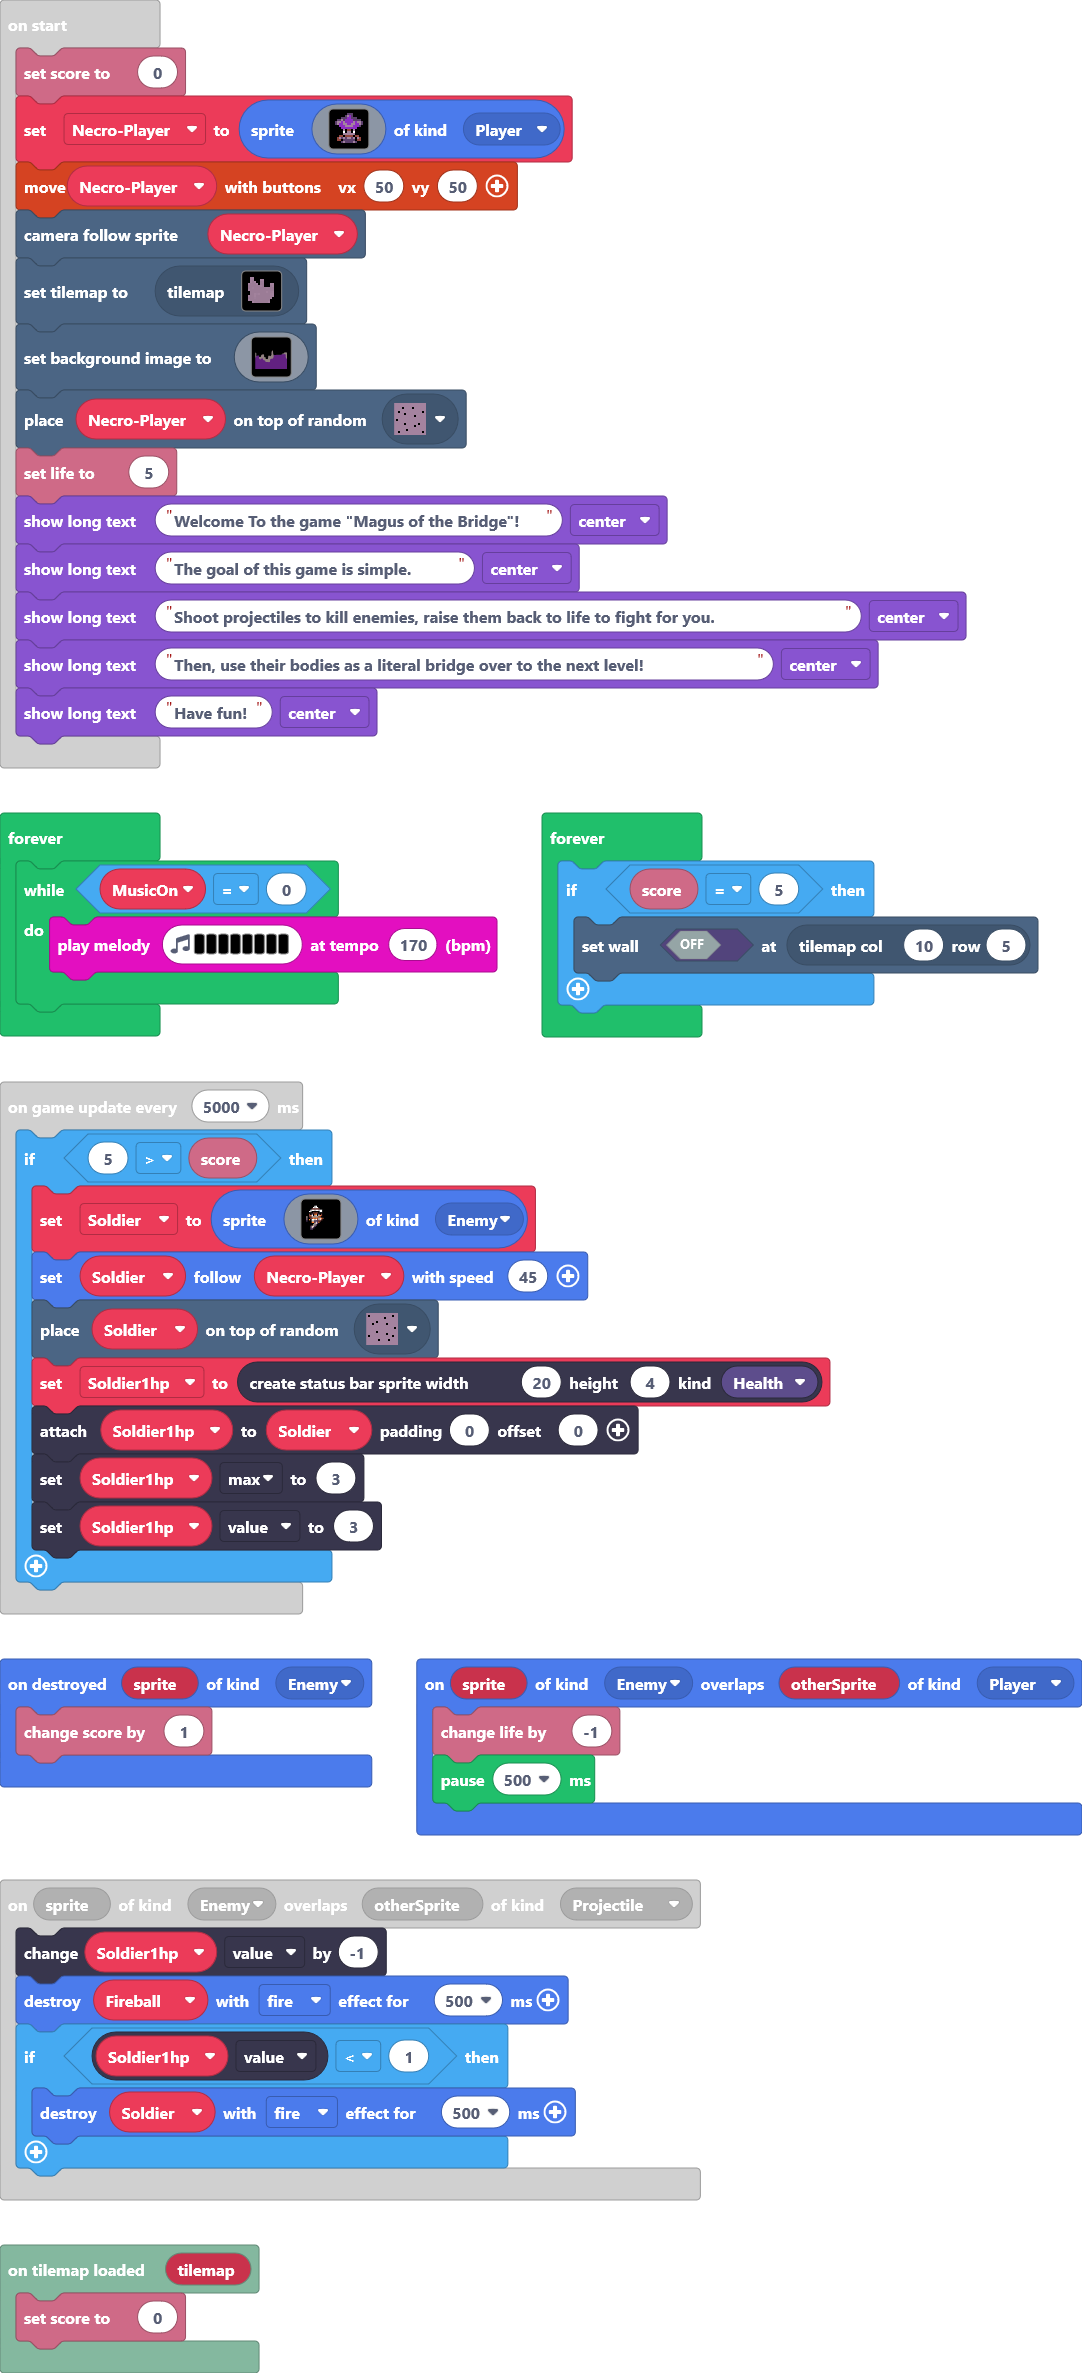 on start
set score to 0
set Necro-Player to sprite of kind Player
move Necro-Player with buttons vx 50 vy 50
camera follow sprite Necro-Player
set tilemap to tilemap
set background image to
place Necro-Player on top of random
set life to 5
show long text "Welcome To the game "Magus of the Bridge"!" center
show long text "The goal of this game is simple. " center
show long text "Shoot projectiles to kill enemies, raise them back to life to fight for you. " center
show long text "Then, use their bodies as a literal bridge over to the next level! " center
show long text "Have fun!" center
forever
while MusicOn = 0
do play melody at tempo 170 (bpm)
forever
if score = 5 then
set wall OFF at tilemap col 10 row 5
on game update every 5000 ms
if 5 > score then
set Soldier to sprite of kind Enemy
set Soldier follow Necro-Player with speed 45
place Soldier on top of random
set Soldier1hp to create status bar sprite width 20 height 4 kind Health
attach Soldier1hp to Soldier padding 0 offset 0
set Soldier1hp max to 3
set Soldier1hp value to 3
on destroyed sprite of kind Enemy
change score by 1
on sprite of kind Enemy overlaps otherSprite of kind Player
change life by -1
pause 500 ms
on sprite of kind Enemy overlaps otherSprite of kind Projectile
change Soldier1hp value by -1
destroy Fireball with fire effect for 500 ms
if Soldier1hp value < 1 then
destroy Soldier with fire effect for 500 ms
on tilemap loaded tilemap
set score to 0